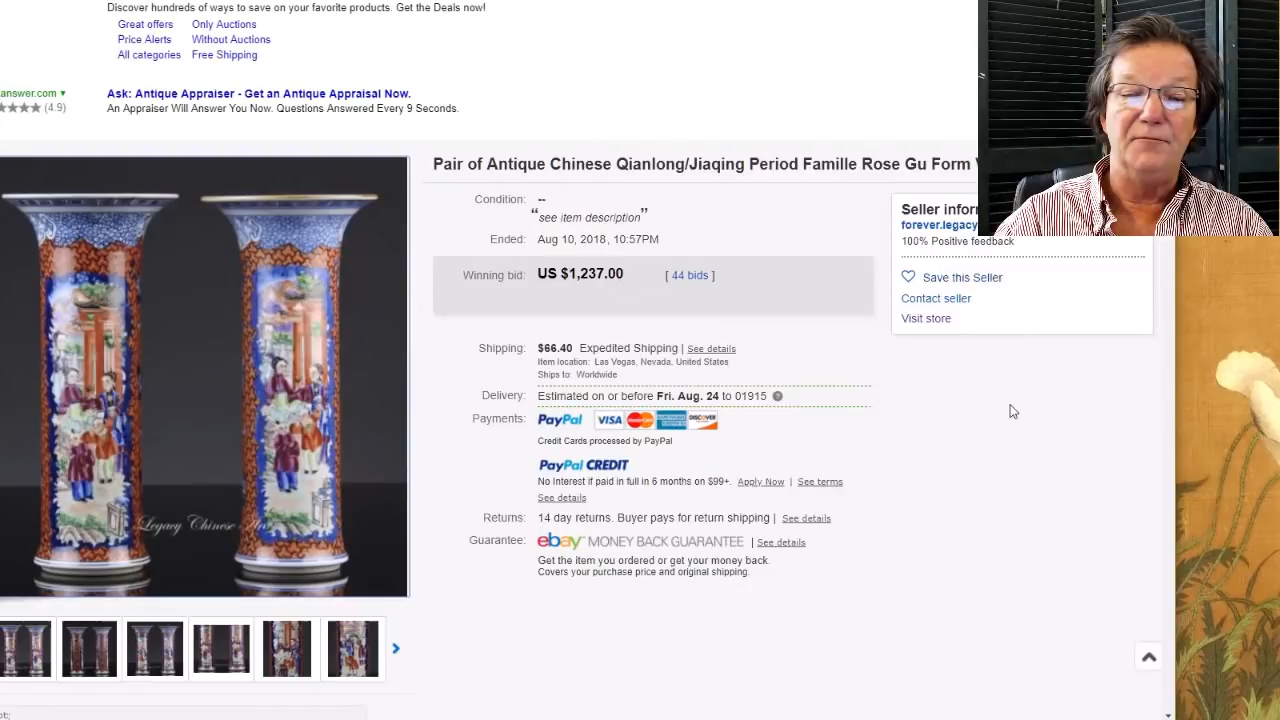 Discover hundreds of ways to save on your favorite products. Get the Deals now!
Great offers Only Auctions
Price Alerts Without Auctions
All categories Free Shipping
answer.com
(4.9)
Ask: Antique Appraiser - Get an Antique Appraisal Now.
An Appraiser Will Answer You Now. Questions Answered Every 9 Seconds.
Pair of Antique Chinese Qianlong/Jiaqing Period Famille Rose Gu Form
Condition: --
“see item description”
Ended: Aug 10, 2018, 10:57PM
Winning bid: US $1,237.00 [ 44 bids ]
Seller infor
forever.legacy
100% Positive feedback
Save this Seller
Contact seller
Visit store
Shipping: $66.40 Expedited Shipping | See details
Item location: Las Vegas, Nevada, United States
Ships to: Worldwide
Delivery: Estimated on or before Fri. Aug. 24 to 01915
Payments: PayPal VISA MasterCard AMERICAN EXPRESS DISCOVER
Credit Cards processed by PayPal
PayPal CREDIT
No Interest if paid in full in 6 months on $99+. Apply Now | See terms
See details
Returns: 14 day returns. Buyer pays for return shipping | See details
Guarantee: ebay MONEY BACK GUARANTEE | See details
Get the item you ordered or get your money back.
Covers your purchase price and original shipping.
Legacy Chinese